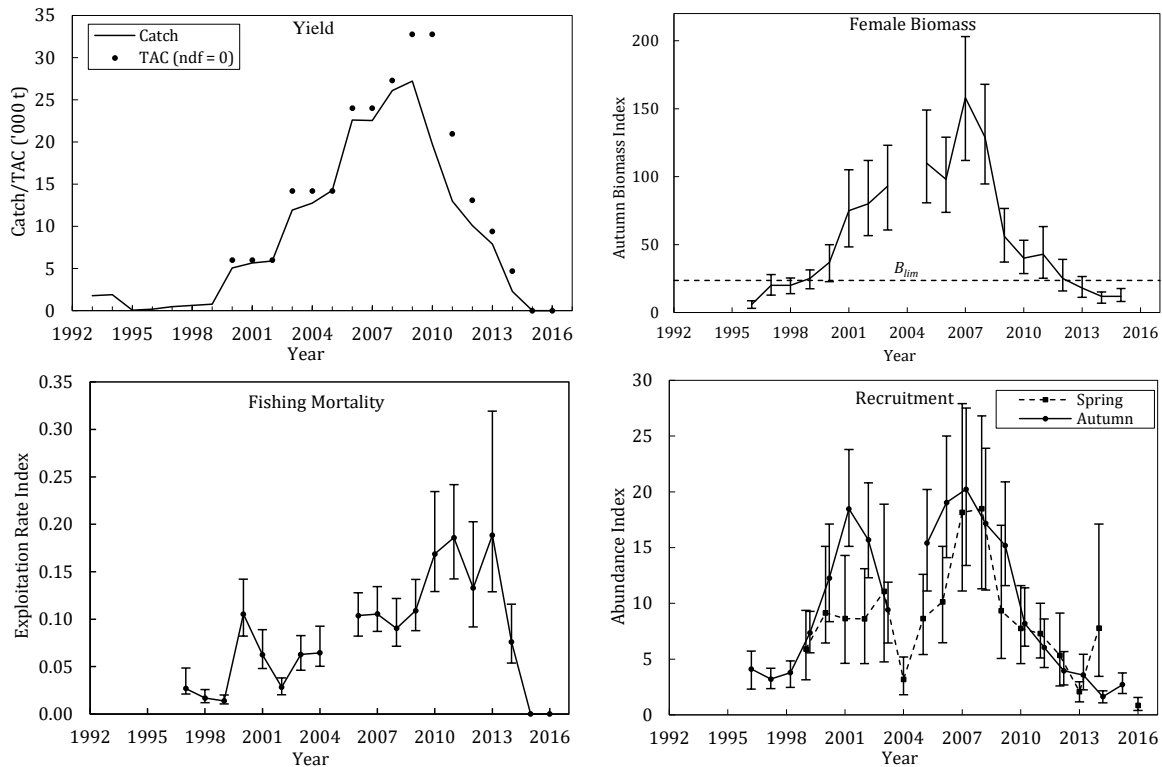 Yield
Catch
TAC (ndf = 0)
Catch/TAC ('000 t)
35
30
25
20
15
10
5
0
1992 1995 1998 2001 2004 2007 2010 2013 2016
Year
Female Biomass
Autumn Biomass Index
200
150
100
50
0
Blim
1992 1995 1998 2001 2004 2007 2010 2013 2016
Year
Fishing Mortality
Exploitation Rate Index
0.35
0.30
0.25
0.20
0.15
0.10
0.05
0.00
1992 1995 1998 2001 2004 2007 2010 2013 2016
Year
Recruitment
Spring
Autumn
Abundance Index
30
25
20
15
10
5
0
1992 1995 1998 2001 2004 2007 2010 2013 2016
Year